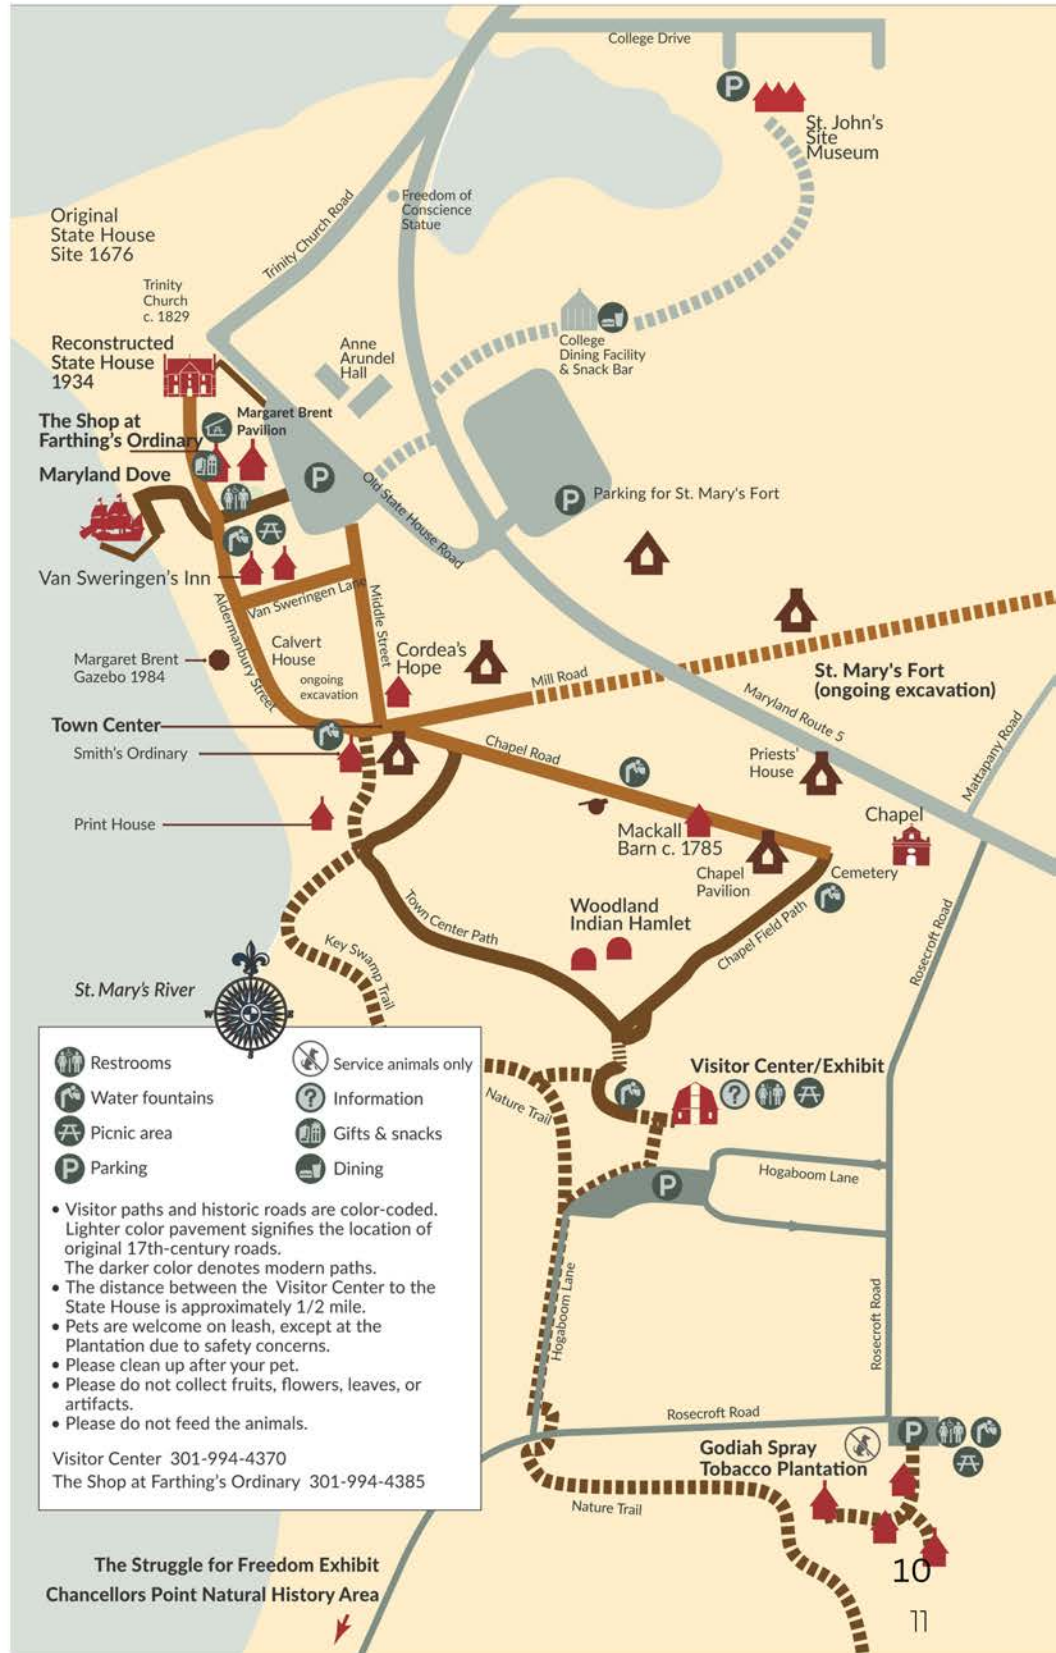 College Drive
P
St. John's
Site
Museum
Freedom of
Conscience
Statue
Trinity Church Road
Original
State House
Site 1676
Trinity
Church
c. 1829
Reconstructed
State House
1934
Anne
Arundel
Hall
College
Dining Facility
& Snack Bar
The Shop at
Farthing's Ordinary
Margaret Brent
Pavilion
Maryland Dove
P
Old State House Road
P
Parking for St. Mary's Fort
Van Sweringen's Inn
Van Sweringen Lane
Middle Street
Aldermanbury Street
Calvert
House
ongoing
excavation
Cordea's
Hope
Mill Road
St. Mary's Fort
(ongoing excavation)
Margaret Brent
Gazebo 1984
Town Center
Smith's Ordinary
Chapel Road
Maryland Route 5
Mattapany Road
Priests'
House
Print House
Mackall
Barn c. 1785
Chapel
Chapel
Pavilion
Cemetery
Woodland
Indian Hamlet
Town Center Path
Chapel Field Path
Key Swamp Trail
Rosecroft Road
St. Mary's River
W
E
Visitor Center/Exhibit
?
Nature Trail
Hogaboom Lane
P
Hogaboom Lane
Rosecroft Road
Rosecroft Road
P
Godiah Spray
Tobacco Plantation
Nature Trail
Restrooms
Water fountains
Picnic area
P Parking
Service animals only
? Information
Gifts & snacks
Dining
• Visitor paths and historic roads are color-coded.
Lighter color pavement signifies the location of
original 17th-century roads.
The darker color denotes modern paths.
• The distance between the Visitor Center to the
State House is approximately 1/2 mile.
• Pets are welcome on leash, except at the
Plantation due to safety concerns.
• Please clean up after your pet.
• Please do not collect fruits, flowers, leaves, or
artifacts.
• Please do not feed the animals.
Visitor Center 301-994-4370
The Shop at Farthing's Ordinary 301-994-4385
The Struggle for Freedom Exhibit
Chancellors Point Natural History Area
10
11